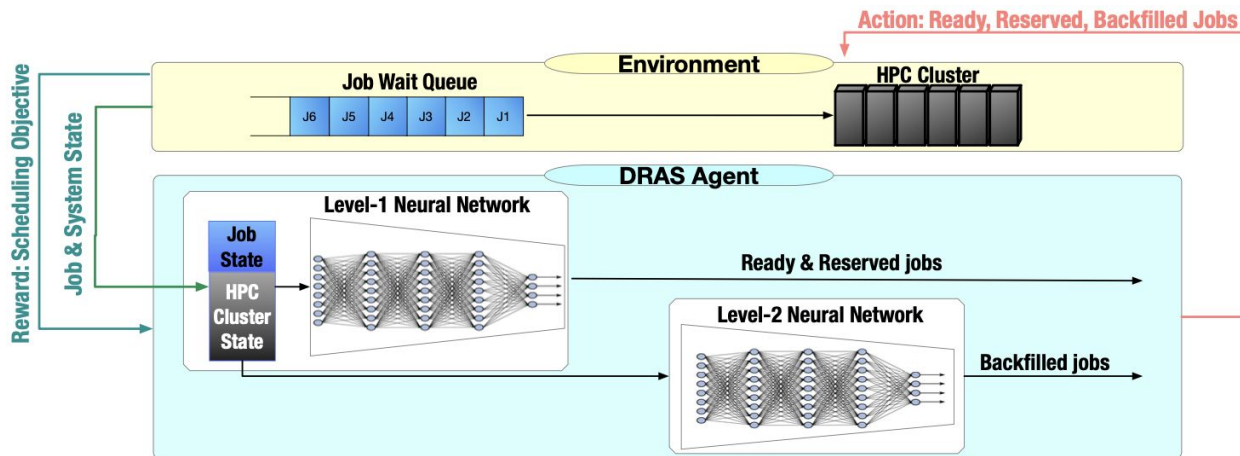 Action: Ready, Reserved, Backfilled Jobs
Environment
Job Wait Queue
HPC Cluster
J6 J5 J4 J3 J2 J1
Reward: Scheduling Objective
Job & System State
DRAS Agent
Level-1 Neural Network
Job
State
HPC
Cluster
State
Ready & Reserved jobs
Level-2 Neural Network
Backfilled jobs